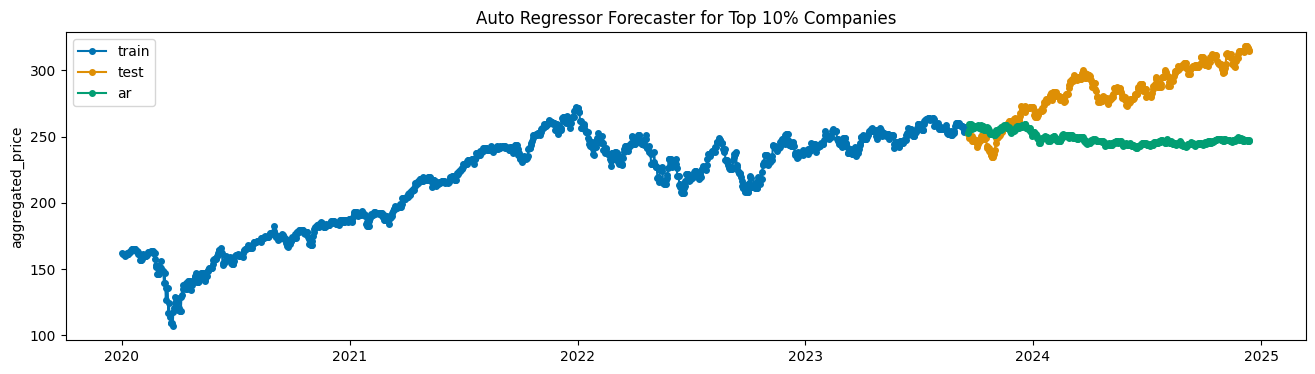 Auto Regressor Forecaster for Top 10% Companies
train
test
ar
aggregated_price
300
250
200
150
100
2020
2021
2022
2023
2024
2025